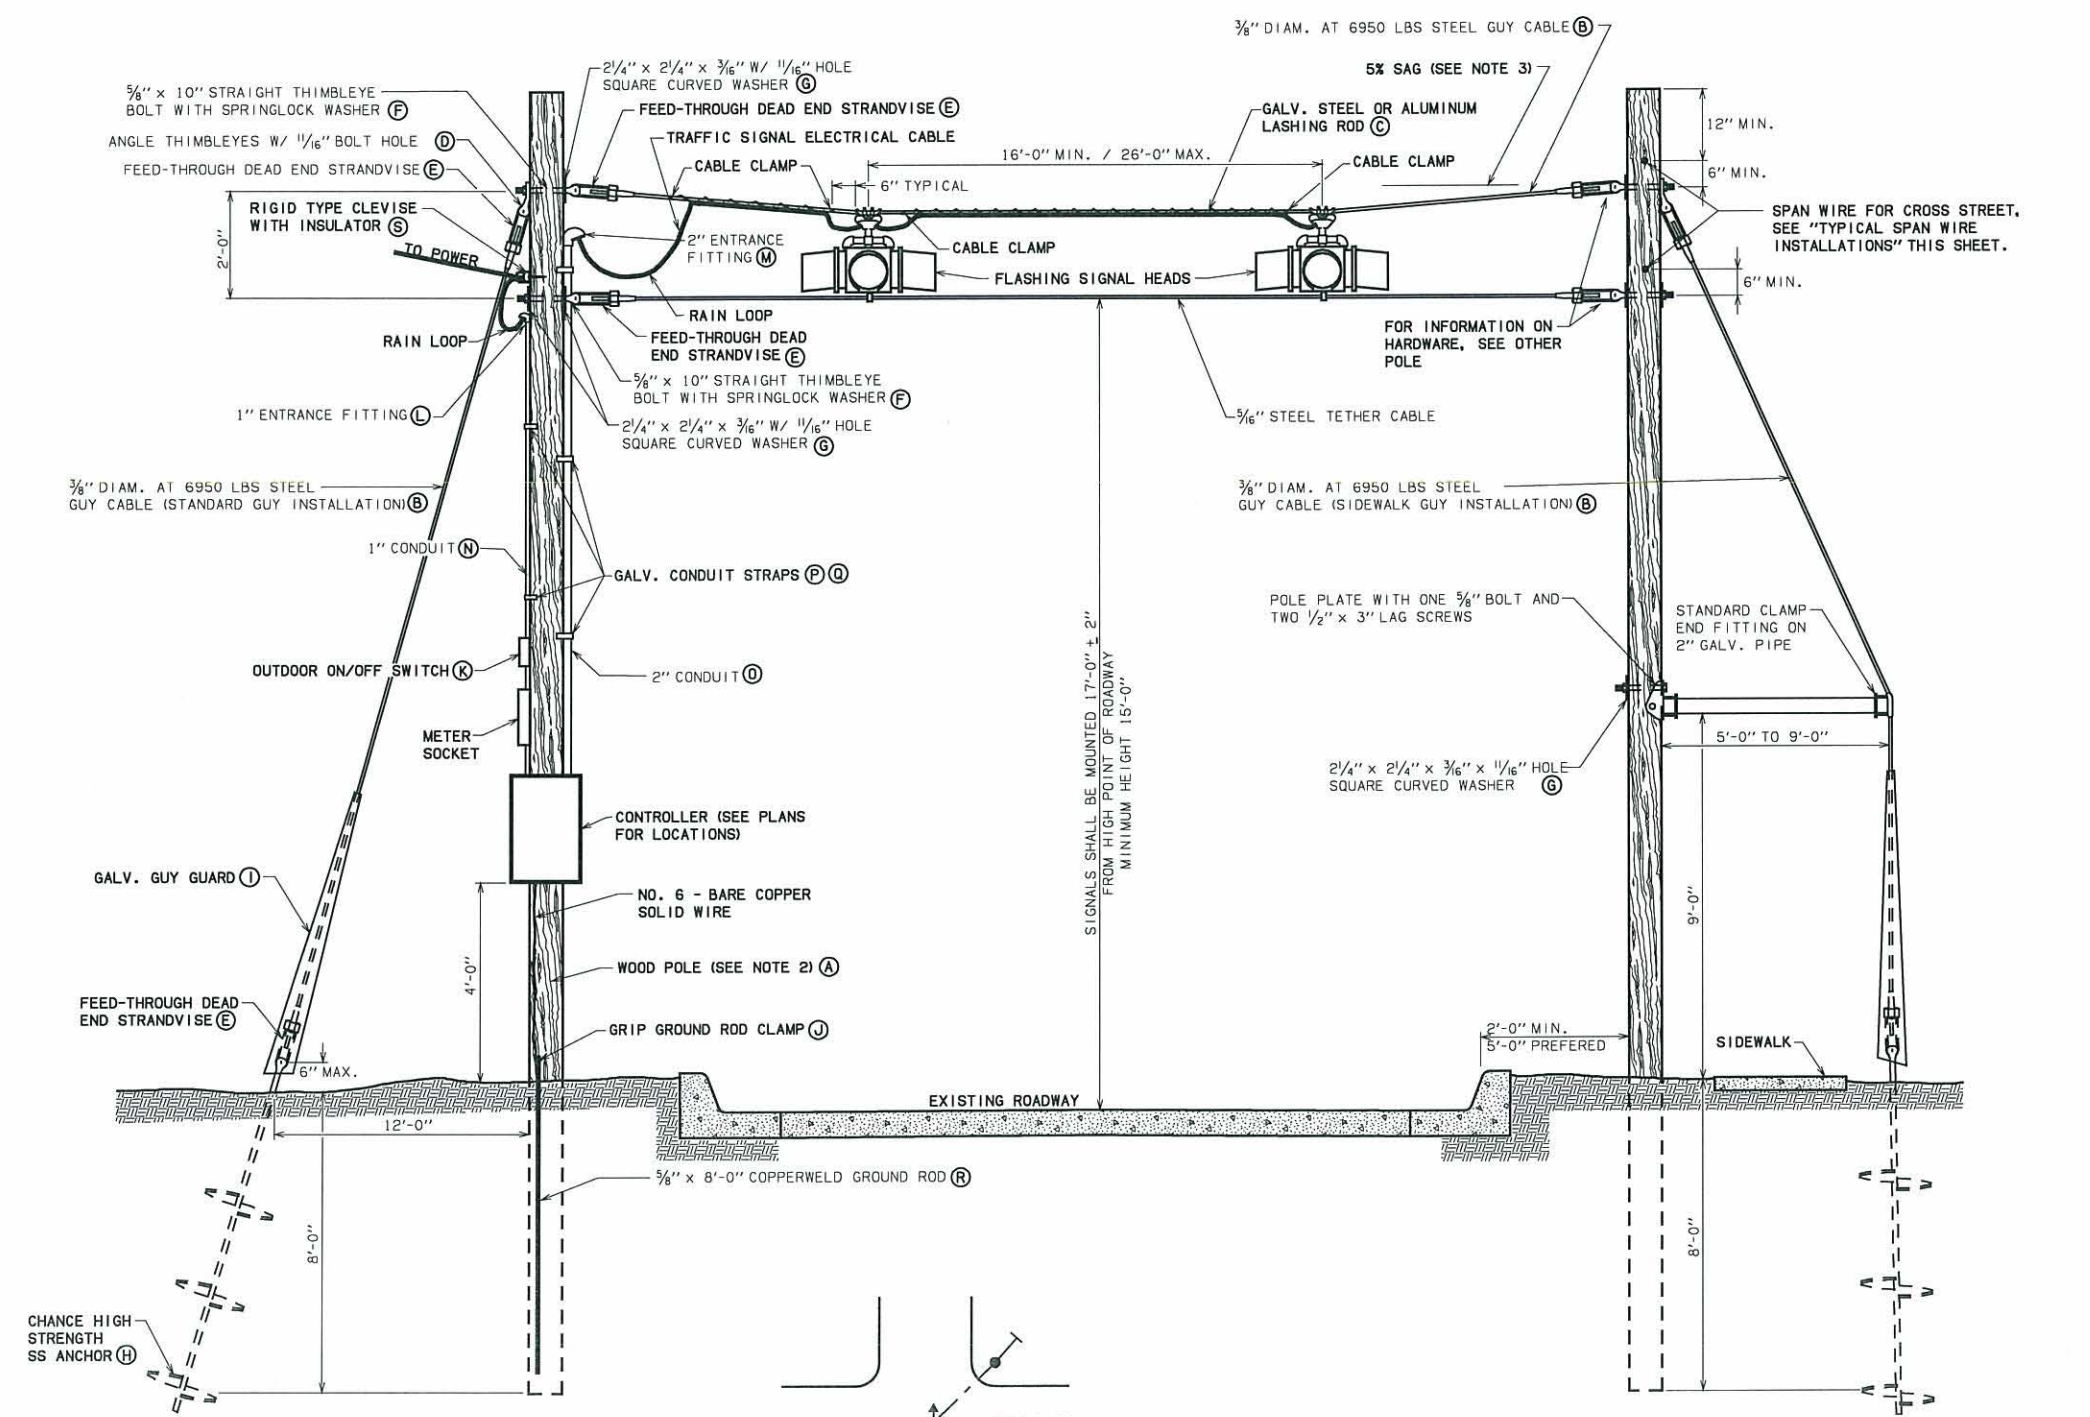 3/8" DIAM. AT 6950 LBS STEEL GUY CABLE B
5% SAG (SEE NOTE 3)
2 1/4" x 2 1/4" x 3/16" W/ 11/16" HOLE
SQUARE CURVED WASHER G
5/8" x 10" STRAIGHT THIMBLEYE
BOLT WITH SPRINGLOCK WASHER F
FEED-THROUGH DEAD END STRANDVISE E
GALV. STEEL OR ALUMINUM
LASHING ROD C
12" MIN.
ANGLE THIMBLEYES W/ 11/16" BOLT HOLE D
TRAFFIC SIGNAL ELECTRICAL CABLE
FEED-THROUGH DEAD END STRANDVISE E
CABLE CLAMP
16'-0" MIN. / 26'-0" MAX.
CABLE CLAMP
6" MIN.
6" TYPICAL
RIGID TYPE CLEVISE
WITH INSULATOR S
SPAN WIRE FOR CROSS STREET,
SEE "TYPICAL SPAN WIRE
INSTALLATIONS" THIS SHEET.
2'-0"
TO POWER
2" ENTRANCE
FITTING M
CABLE CLAMP
FLASHING SIGNAL HEADS
6" MIN.
RAIN LOOP
RAIN LOOP
FEED-THROUGH DEAD
END STRANDVISE E
FOR INFORMATION ON
HARDWARE, SEE OTHER
POLE
5/8" x 10" STRAIGHT THIMBLEYE
BOLT WITH SPRINGLOCK WASHER F
1" ENTRANCE FITTING L
5/16" STEEL TETHER CABLE
2 1/4" x 2 1/4" x 3/16" W/ 11/16" HOLE
SQUARE CURVED WASHER G
3/8" DIAM. AT 6950 LBS STEEL
GUY CABLE (STANDARD GUY INSTALLATION) B
3/8" DIAM. AT 6950 LBS STEEL
GUY CABLE (SIDEWALK GUY INSTALLATION) B
1" CONDUIT N
GALV. CONDUIT STRAPS P Q
POLE PLATE WITH ONE 5/8" BOLT AND
TWO 1/2" x 3" LAG SCREWS
STANDARD CLAMP
END FITTING ON
2" GALV. PIPE
OUTDOOR ON/OFF SWITCH K
2" CONDUIT O
SIGNALS SHALL BE MOUNTED 17'-0" ± 2"
FROM HIGH POINT OF ROADWAY
MINIMUM HEIGHT 15'-0"
METER
SOCKET
5'-0" TO 9'-0"
2 1/4" x 2 1/4" x 3/16" x 11/16" HOLE
SQUARE CURVED WASHER G
CONTROLLER (SEE PLANS
FOR LOCATIONS)
GALV. GUY GUARD I
NO. 6 - BARE COPPER
SOLID WIRE
9'-0"
4'-0"
WOOD POLE (SEE NOTE 2) A
FEED-THROUGH DEAD
END STRANDVISE E
GRIP GROUND ROD CLAMP J
2'-0" MIN.
5'-0" PREFERED
SIDEWALK
6" MAX.
EXISTING ROADWAY
12'-0"
5/8" x 8'-0" COPPERWELD GROUND ROD R
8'-0"
8'-0"
CHANCE HIGH
STRENGTH
SS ANCHOR H